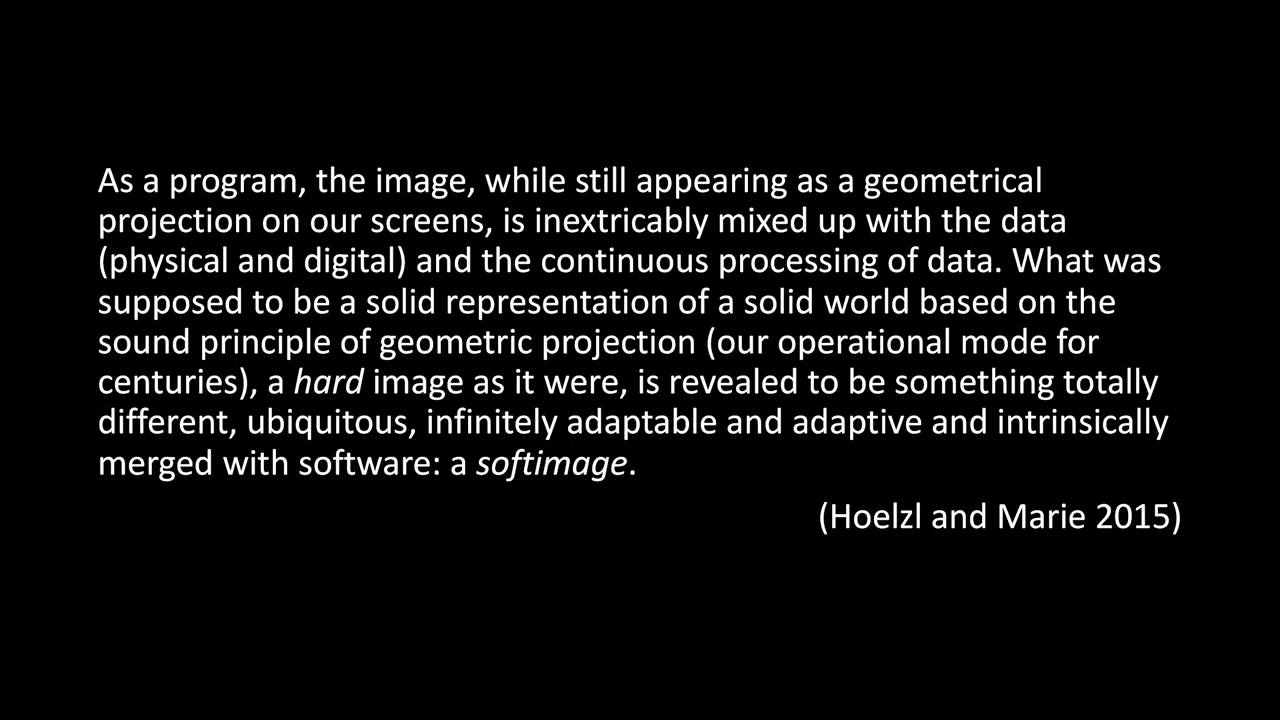 As a program, the image, while still appearing as a geometrical
projection on our screens, is inextricably mixed up with the data
(physical and digital) and the continuous processing of data. What was
supposed to be a solid representation of a solid world based on the
sound principle of geometric projection (our operational mode for
centuries), a hard image as it were, is revealed to be something totally
different, ubiquitous, infinitely adaptable and adaptive and intrinsically
merged with software: a softimage.
(Hoelzl and Marie 2015)